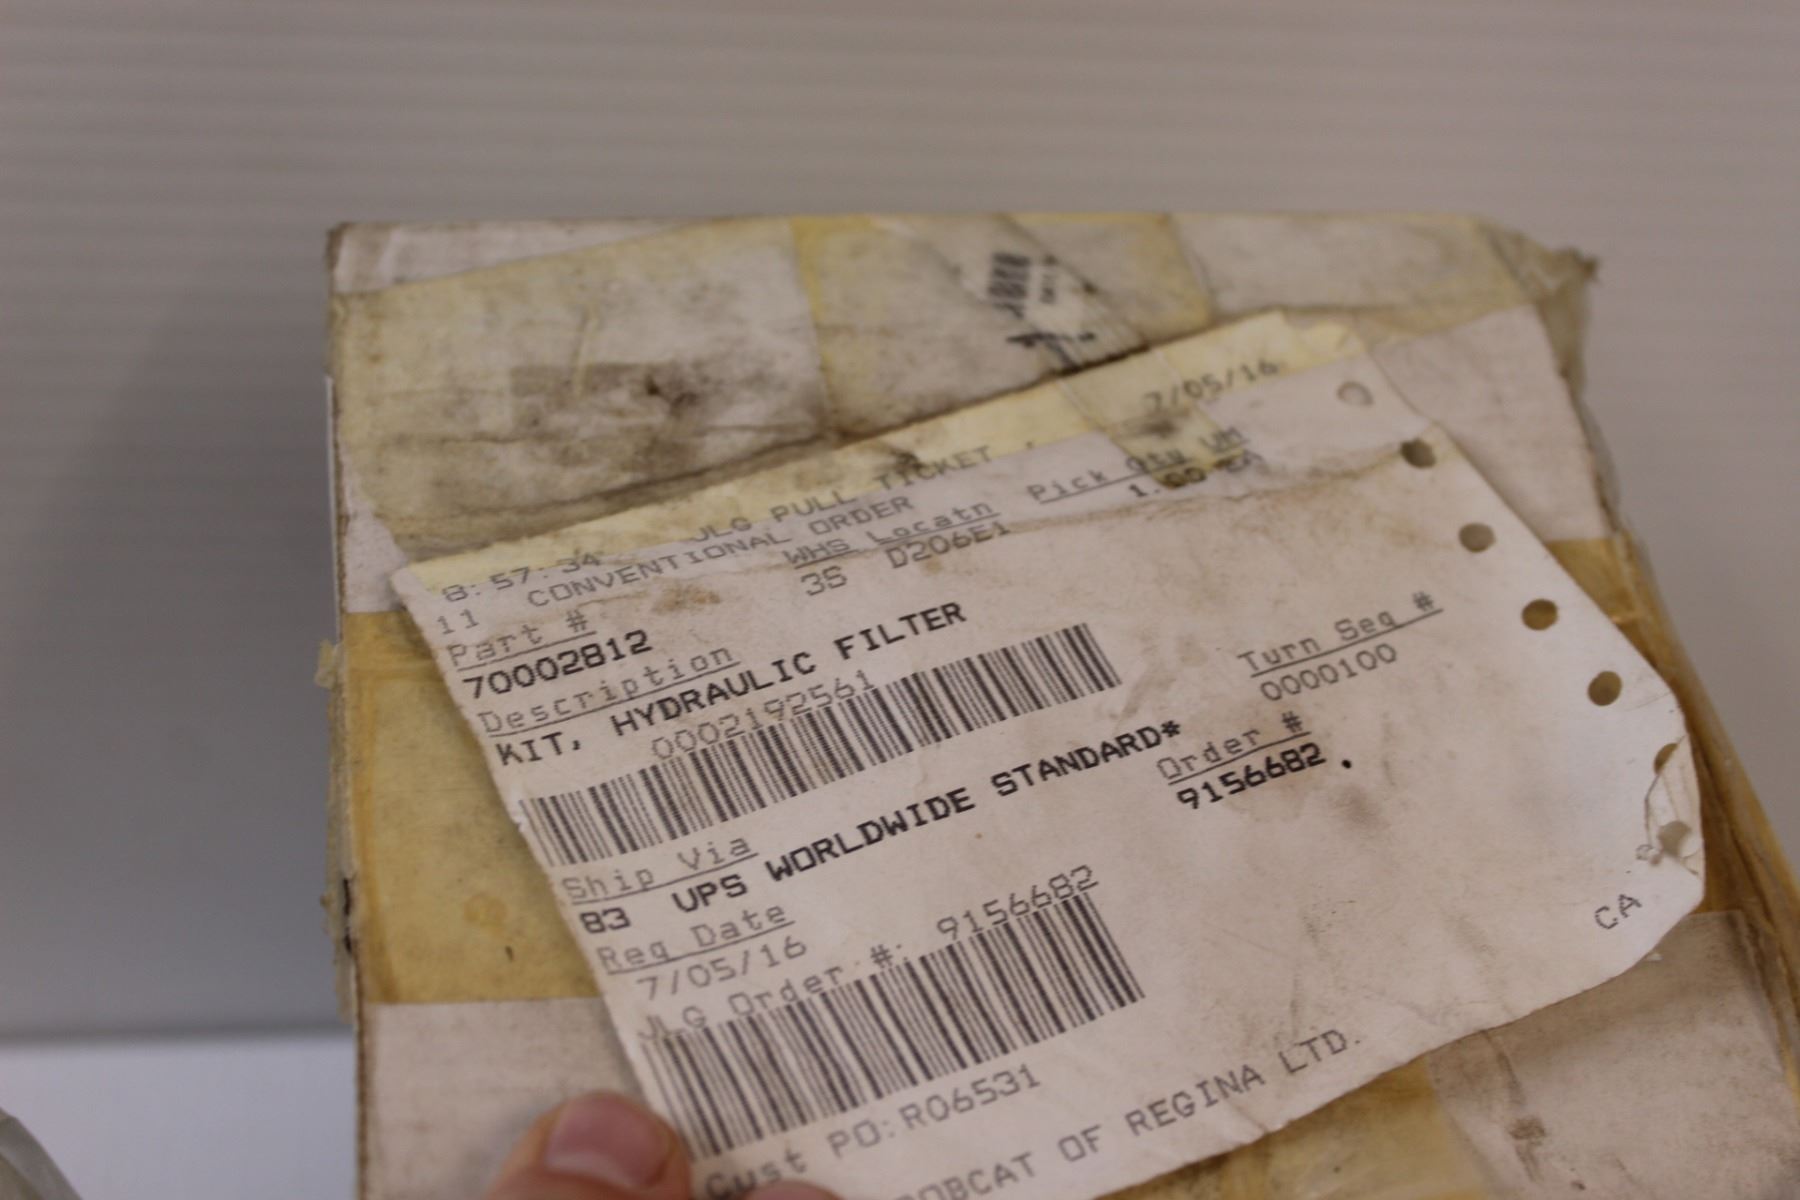 7/05/16
8:57:34 JLG PULL TICKET
11 CONVENTIONAL ORDER
Part # WHS Locatn Pick Qty UM
70002812 3S D206E1 1.00 EA
Description
KIT, HYDRAULIC FILTER
0002192561
Turn Seq #
0000100
Ship Via
83 UPS WORLDWIDE STANDARD*
Order #
9156682
Req Date
7/05/16
JLG Order #: 9156682
CA
Cust PO:R06531
BOBCAT OF REGINA LTD.